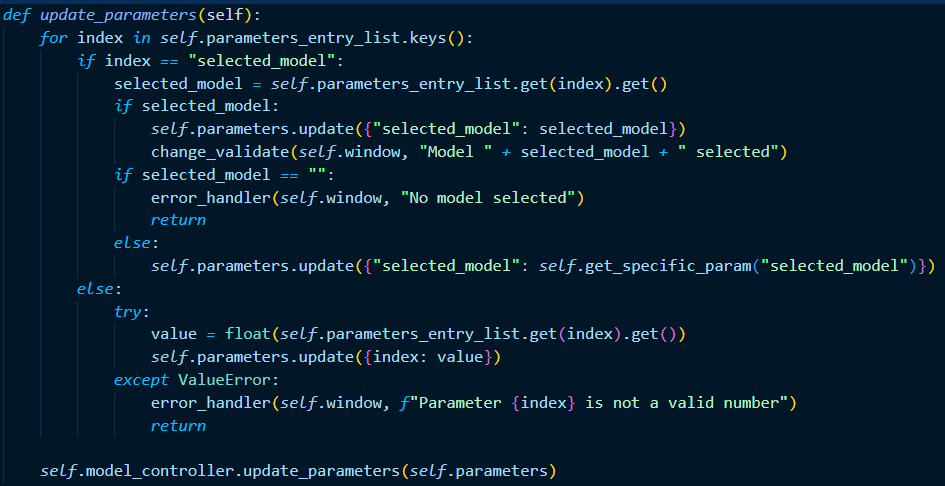 def update_parameters(self):
    for index in self.parameters_entry_list.keys():
        if index == "selected_model":
            selected_model = self.parameters_entry_list.get(index).get()
            if selected_model:
                self.parameters.update({"selected_model": selected_model})
                change_validate(self.window, "Model " + selected_model + " selected")
            if selected_model == "":
                error_handler(self.window, "No model selected")
                return
            else:
                self.parameters.update({"selected_model": self.get_specific_param("selected_model")})
        else:
            try:
                value = float(self.parameters_entry_list.get(index).get())
                self.parameters.update({index: value})
            except ValueError:
                error_handler(self.window, f"Parameter {index} is not a valid number")
                return
    self.model_controller.update_parameters(self.parameters)